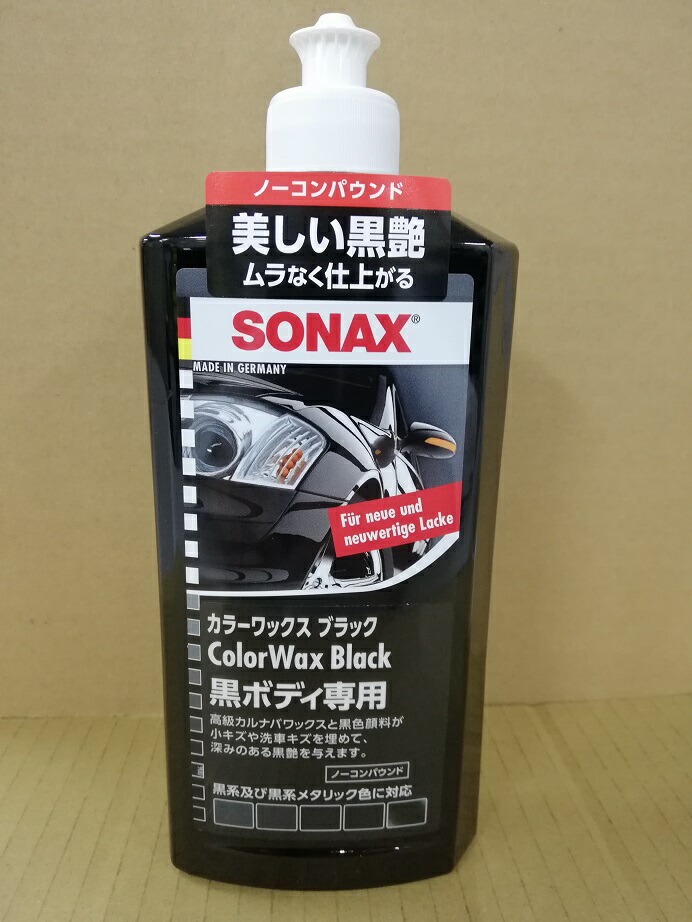 ノーコンパウンド
美しい黒艶
ムラなく仕上がる
SONAX®
MADE IN GERMANY
Für neue und
neuwertige Lacke
カラーワックス ブラック
ColorWax Black
黒ボディ専用
高級カルナバワックスと黒色顔料が
小キズや洗車キズを埋めて、
深みのある黒艶を与えます。
ノーコンパウンド
黒系及び黒系メタリック色に対応